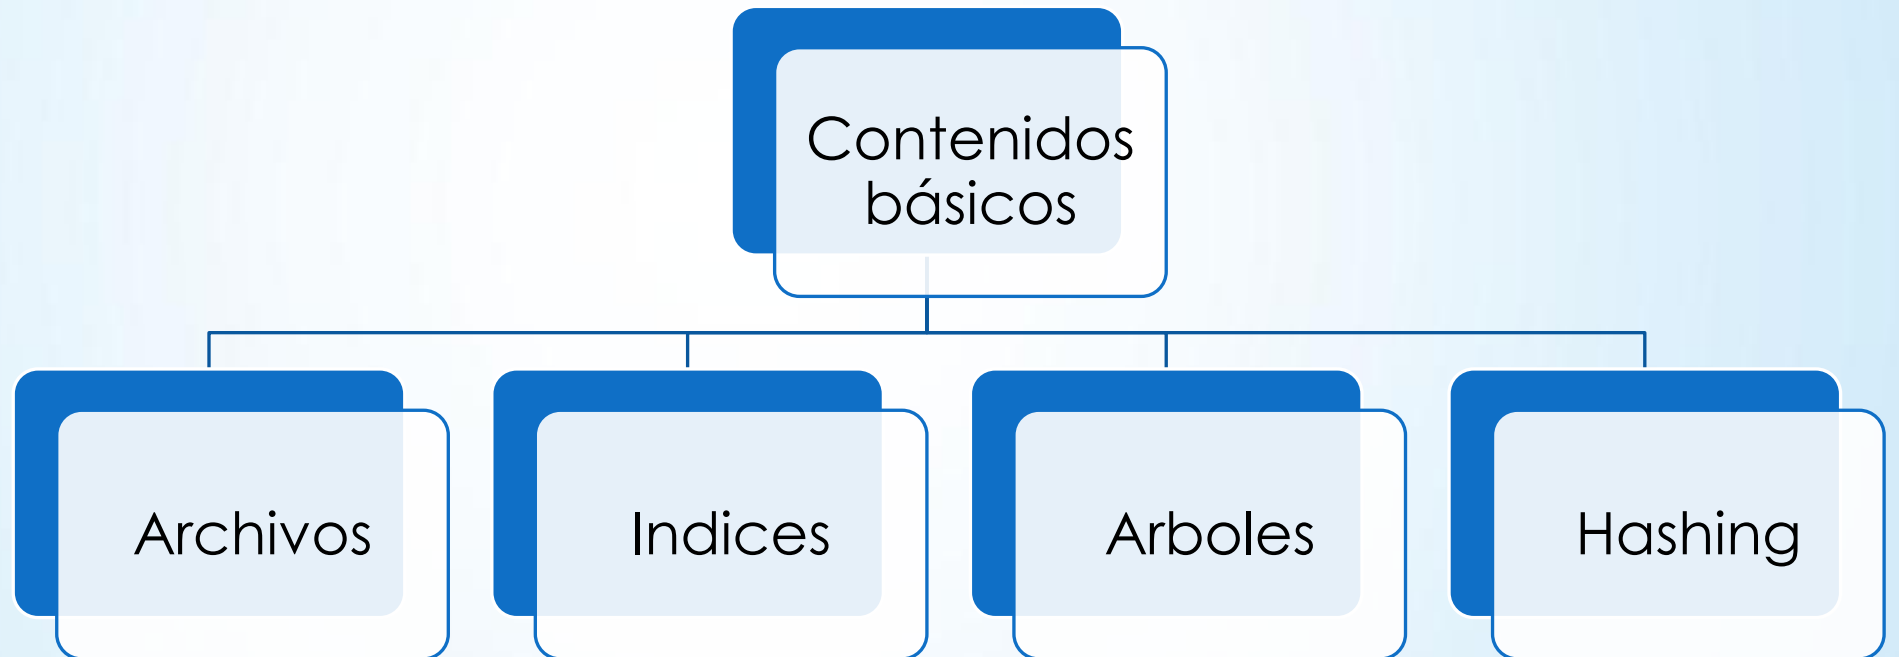 Contenidos
básicos
Archivos
Indices
Arboles
Hashing